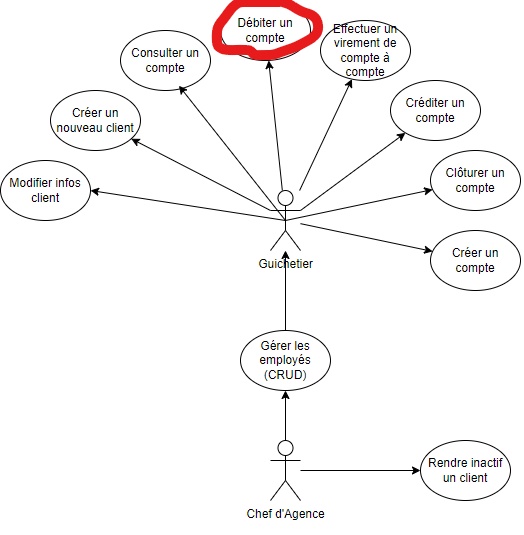 Débiter un
compte
Effectuer un
virement de
compte à
compte
Consulter un
compte
Créditer un
compte
Créer un
nouveau client
Clôturer un
compte
Modifier infos
client
Créer un
compte
Guichetier
Gérer les
employés
(CRUD)
Rendre inactif
un client
Chef d'Agence